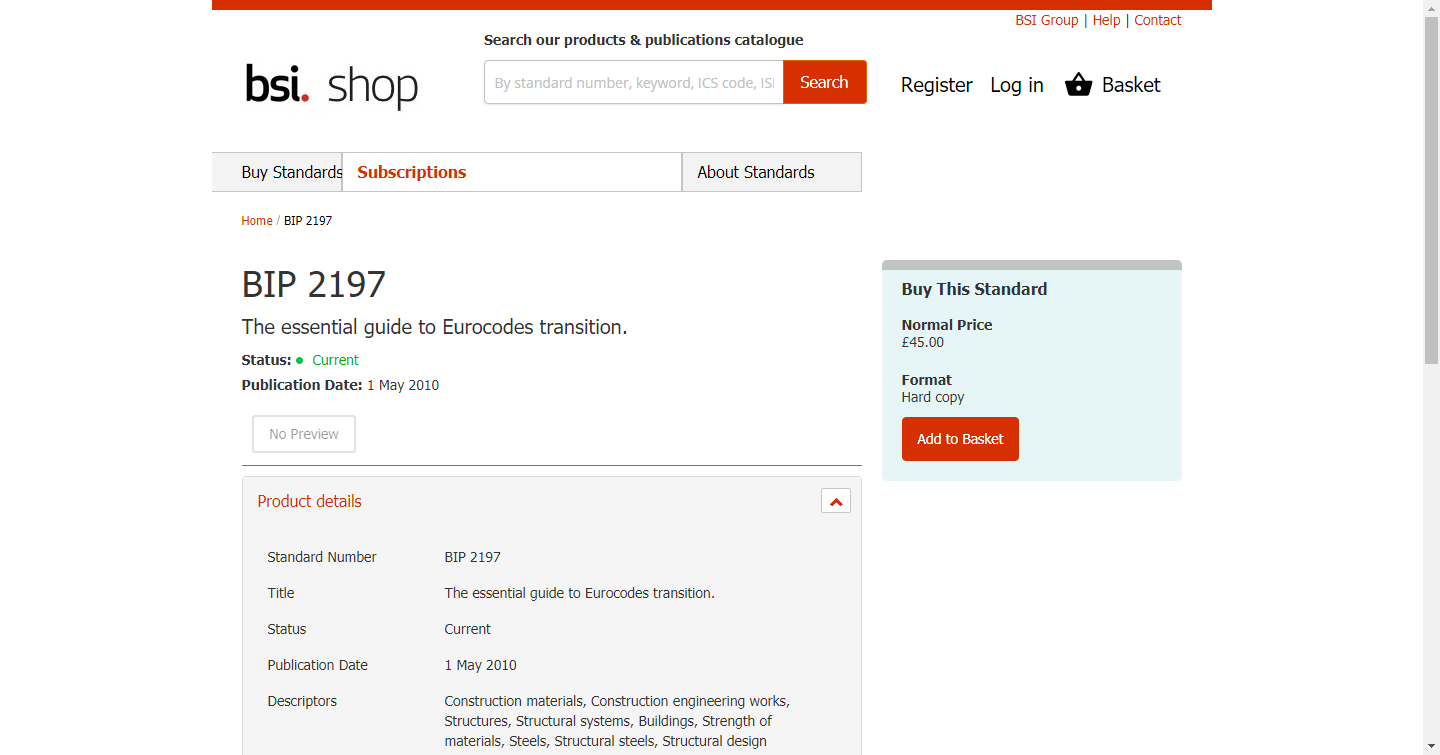 BSI Group | Help | Contact
Search our products & publications catalogue
bsi. shop
By standard number, keyword, ICS code, ISI
Search
Register Log in Basket
Buy Standards Subscriptions About Standards
Home / BIP 2197
BIP 2197
The essential guide to Eurocodes transition.
Status: Current
Publication Date: 1 May 2010
No Preview
Buy This Standard
Normal Price
£45.00
Format
Hard copy
Add to Basket
Product details
Standard Number BIP 2197
Title The essential guide to Eurocodes transition.
Status Current
Publication Date 1 May 2010
Descriptors Construction materials, Construction engineering works,
Structures, Structural systems, Buildings, Strength of
materials, Steels, Structural steels, Structural design